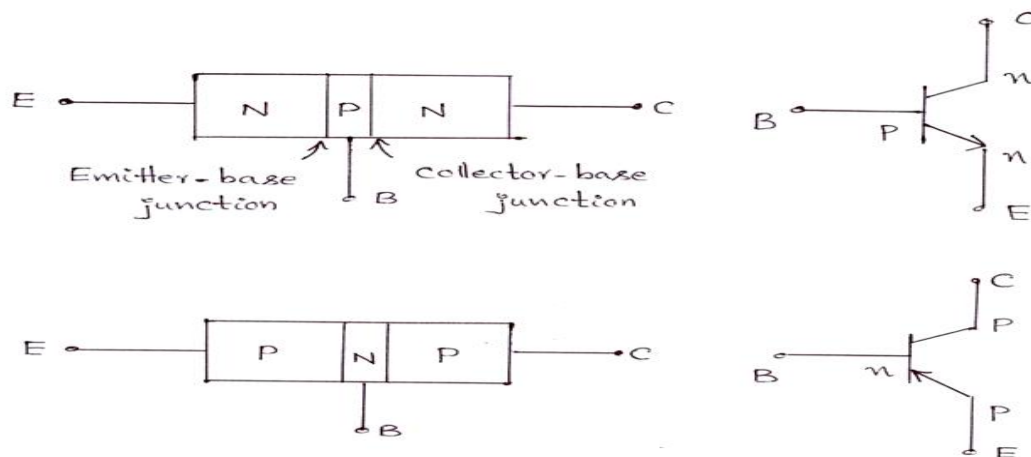 E N P N C
Emitter-base
junction
Collector-base
junction
B
C
n
B
P
n
E
E P N P C
B
C
P
B
n
P
E